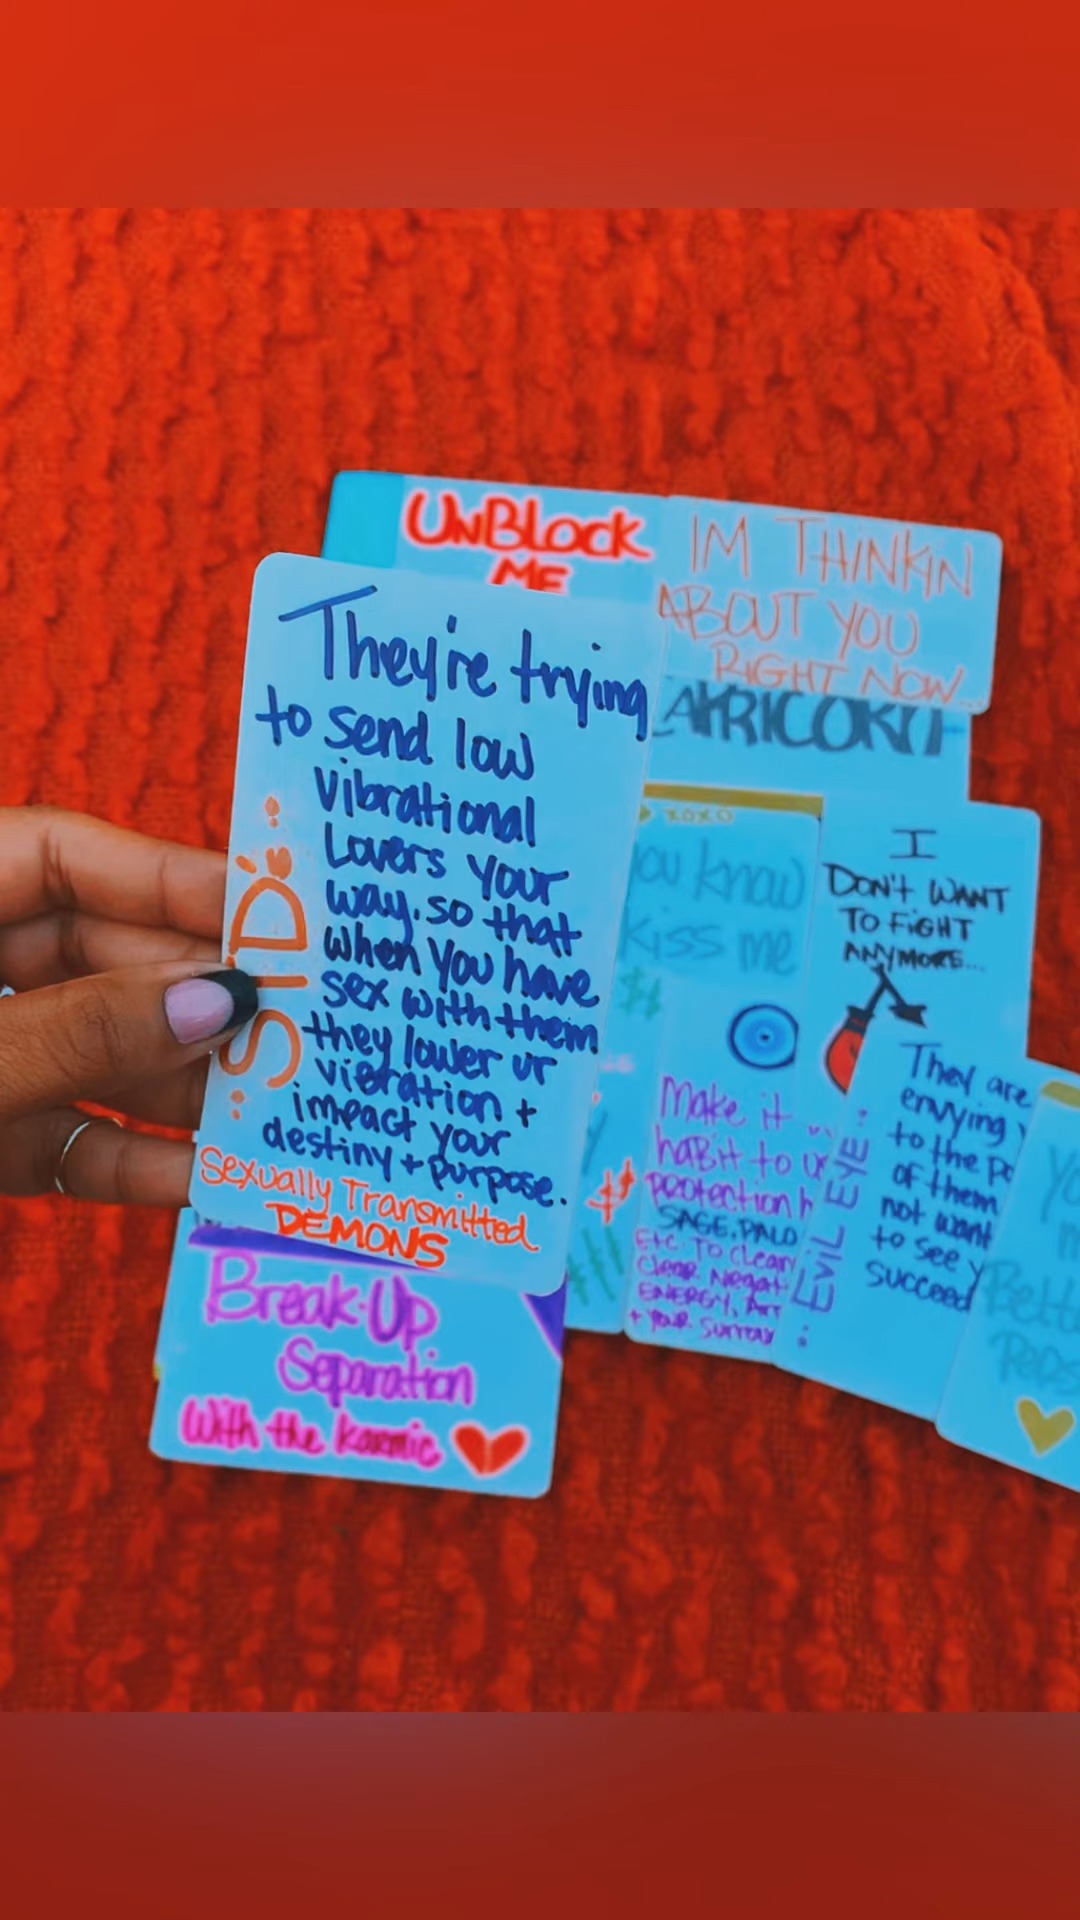 UnBlock
ME
IM THINKIN
ABOUT YOU
RIGHT NOW...
They're trying
to send low
vibrational
Lovers your
way, so that
when you have
sex with them
they lower ur
vibration +
impact your
destiny + purpose.
: STD's :
Sexually Transmitted
DEMONS
XOXO
know
kiss me
$$
I
DON'T WANT
TO FIGHT
ANYMORE...
Make it
habit to
protection
SAGE, PALO
Etc. To clean
Clear
ENERGY,
+ your
: EVIL EYE :
They are
envying
to the
of them
not want
to see
succeed
$$
Break-Up
Separation
With the karmic